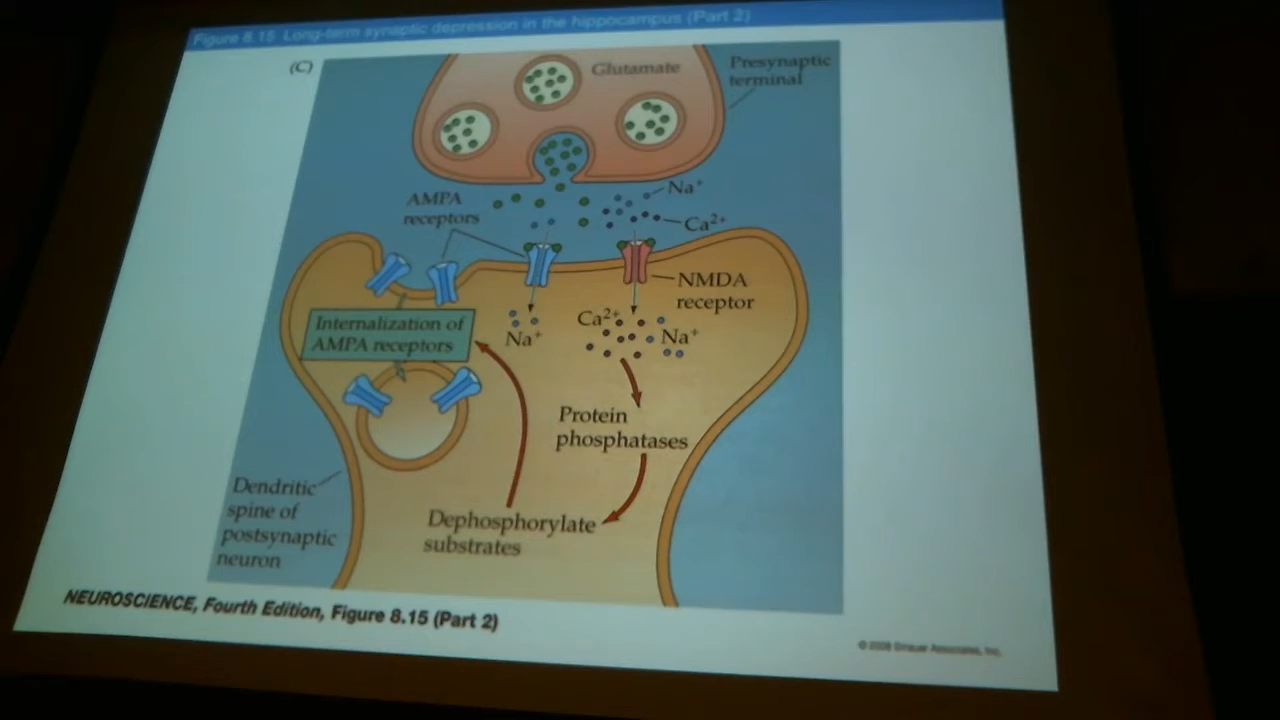 Figure 8.15 Long-term synaptic depression in the hippocampus (Part 2)
(C)
Glutamate
Presynaptic
terminal
AMPA
receptors
Na+
Ca2+
NMDA
receptor
Internalization of
AMPA receptors
Na+
Ca2+
Na+
Protein
phosphatases
Dendritic
spine of
postsynaptic
neuron
Dephosphorylate
substrates
NEUROSCIENCE, Fourth Edition, Figure 8.15 (Part 2)
© 2008 Sinauer Associates, Inc.